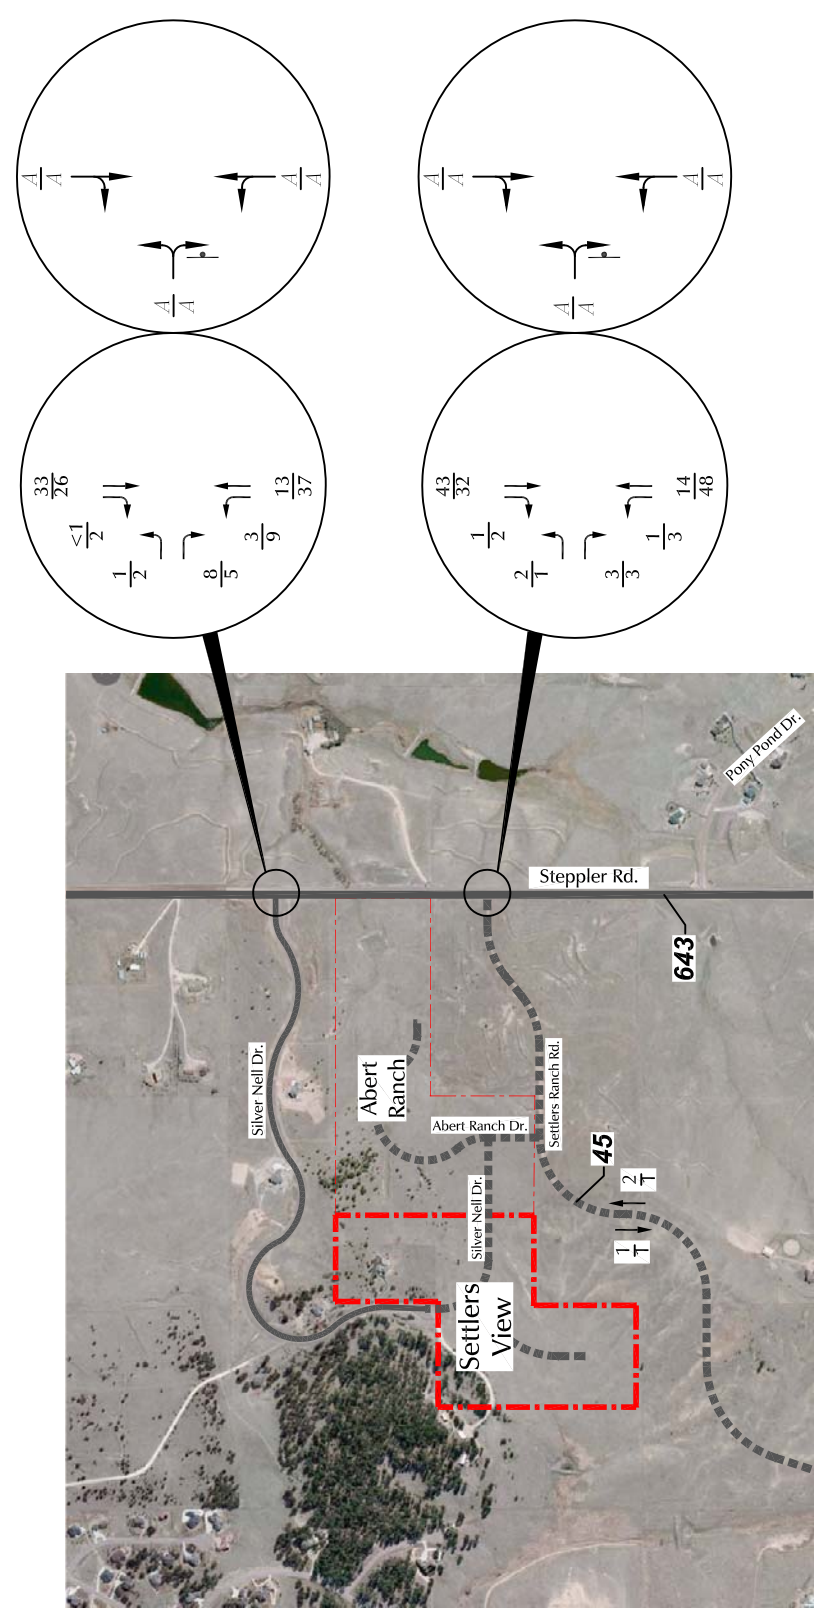 A
A
A
A
A
A
A
A
A
A
A
A
33
26
13
37
<1
2
3
9
1
2
8
5
43
32
14
48
1
2
1
3
2
1
3
3
Pony Pond Dr.
Steppler Rd.
643
Silver Nell Dr.
Abert
Ranch
Abert Ranch Dr.
Settlers Ranch Rd.
45
2
1
1
1
Silver Nell Dr.
Settlers
View